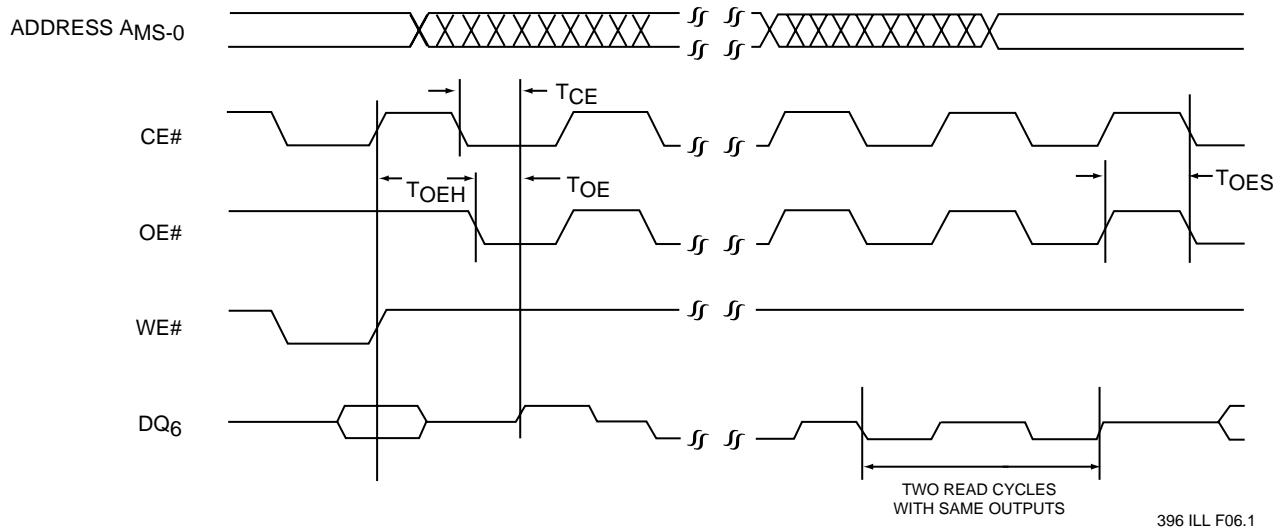 ADDRESS AMS-0
TCE
CE#
TOEH
TOE
TOES
OE#
WE#
DQ6
TWO READ CYCLES
WITH SAME OUTPUTS
396 ILL F06.1